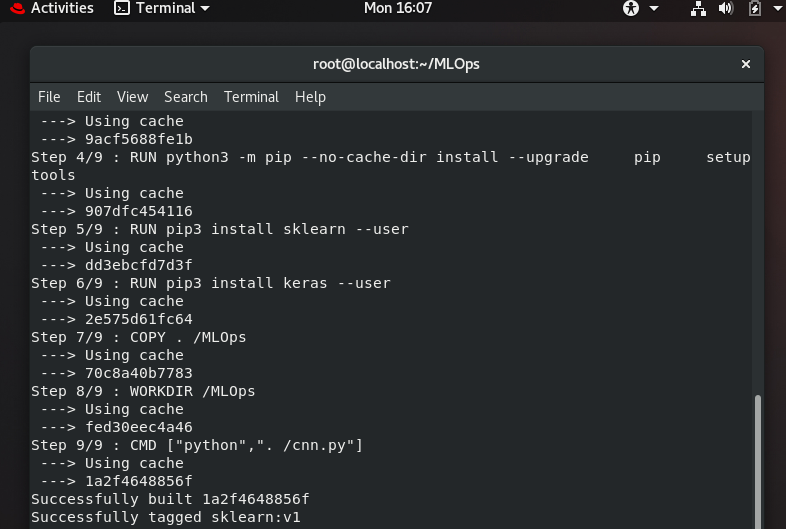 Activities Terminal Mon 16:07
root@localhost:~/MLOps ×
File Edit View Search Terminal Help
---> Using cache
---> 9acf5688fe1b
Step 4/9 : RUN python3 -m pip --no-cache-dir install --upgrade     pip     setup
tools
---> Using cache
---> 907dfc454116
Step 5/9 : RUN pip3 install sklearn --user
---> Using cache
---> dd3ebcfd7d3f
Step 6/9 : RUN pip3 install keras --user
---> Using cache
---> 2e575d61fc64
Step 7/9 : COPY . /MLOps
---> Using cache
---> 70c8a40b7783
Step 8/9 : WORKDIR /MLOps
---> Using cache
---> fed30eec4a46
Step 9/9 : CMD ["python",". /cnn.py"]
---> Using cache
---> 1a2f4648856f
Successfully built 1a2f4648856f
Successfully tagged sklearn:v1